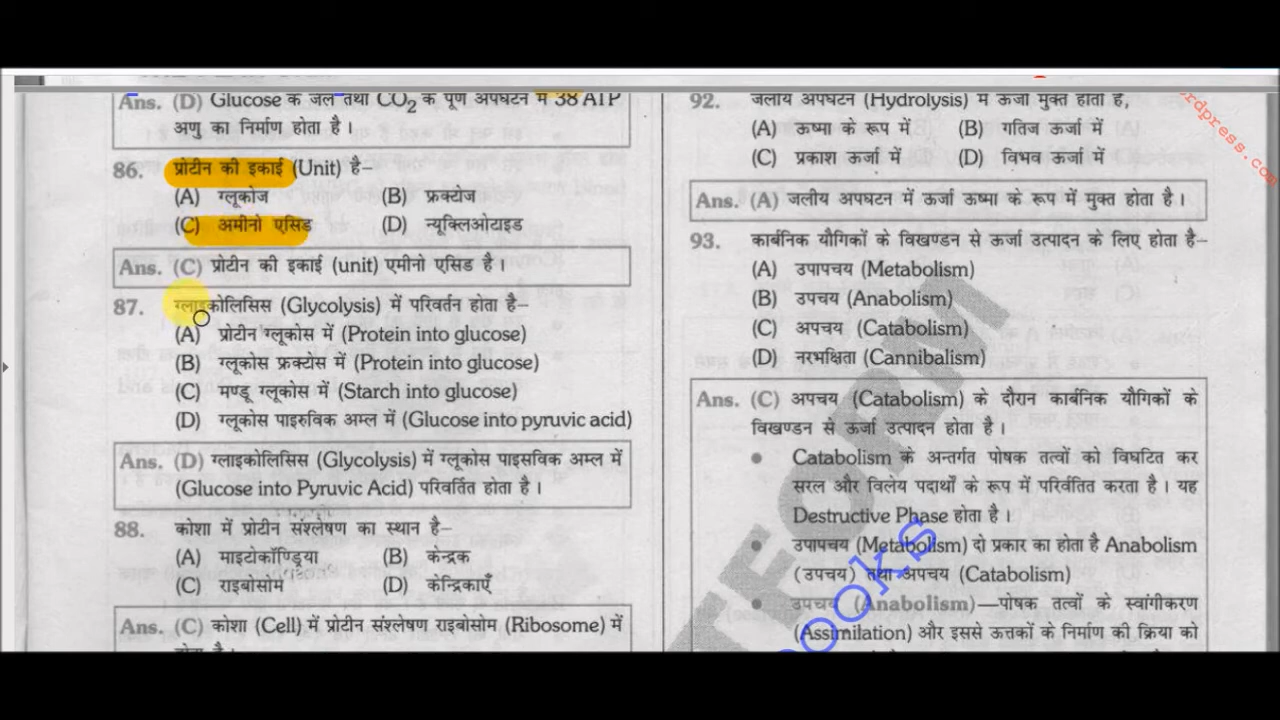 Ans. (D) Glucose के जल तथा CO2 के पूर्ण अपघटन में 38 ATP
अणु का निर्माण होता है।
86. प्रोटीन की इकाई (Unit) है–
(A) ग्लूकोज (B) फ्रक्टोज
(C) अमीनो एसिड (D) न्यूक्लिओटाइड
Ans. (C) प्रोटीन की इकाई (unit) एमीनो एसिड है।
87. ग्लाइकोलिसिस (Glycolysis) में परिवर्तन होता है–
(A) प्रोटीन ग्लूकोस में (Protein into glucose)
(B) ग्लूकोस फ्रक्टोस में (Protein into glucose)
(C) मण्डू ग्लूकोस में (Starch into glucose)
(D) ग्लूकोस पाइरुविक अम्ल में (Glucose into pyruvic acid)
Ans. (D) ग्लाइकोलिसिस (Glycolysis) में ग्लूकोस पाइसविक अम्ल में
(Glucose into Pyruvic Acid) परिवर्तित होता है।
88. कोशा में प्रोटीन संश्लेषण का स्थान है–
(A) माइटोकॉण्ड्रिया (B) केन्द्रक
(C) राइबोसोम (D) केन्द्रिकाएँ
Ans. (C) कोशा (Cell) में प्रोटीन संश्लेषण राइबोसोम (Ribosome) में
92. जलीय अपघटन (Hydrolysis) में ऊर्जा मुक्त होता है,
(A) ऊष्मा के रूप में (B) गतिज ऊर्जा में
(C) प्रकाश ऊर्जा में (D) विभव ऊर्जा में
Ans. (A) जलीय अपघटन में ऊर्जा ऊष्मा के रूप में मुक्त होता है।
93. कार्बनिक यौगिकों के विखण्डन से ऊर्जा उत्पादन के लिए होता है–
(A) उपापचय (Metabolism)
(B) उपचय (Anabolism)
(C) अपचय (Catabolism)
(D) नरभक्षिता (Cannibalism)
Ans. (C) अपचय (Catabolism) के दौरान कार्बनिक यौगिकों के
विखण्डन से ऊर्जा उत्पादन होता है।
• Catabolism के अन्तर्गत पोषक तत्वों को विघटित कर
सरल और विलेय पदार्थों के रूप में परिर्वतित करता है। यह
Destructive Phase होता है।
• उपापचय (Metabolism) दो प्रकार का होता है Anabolism
(उपचय) तथा अपचय (Catabolism)
• उपचय (Anabolism)—पोषक तत्वों के स्वांगीकरण
(Assimilation) और इससे ऊत्तकों के निर्माण की क्रिया को
rdpress.com
TEFORM
books